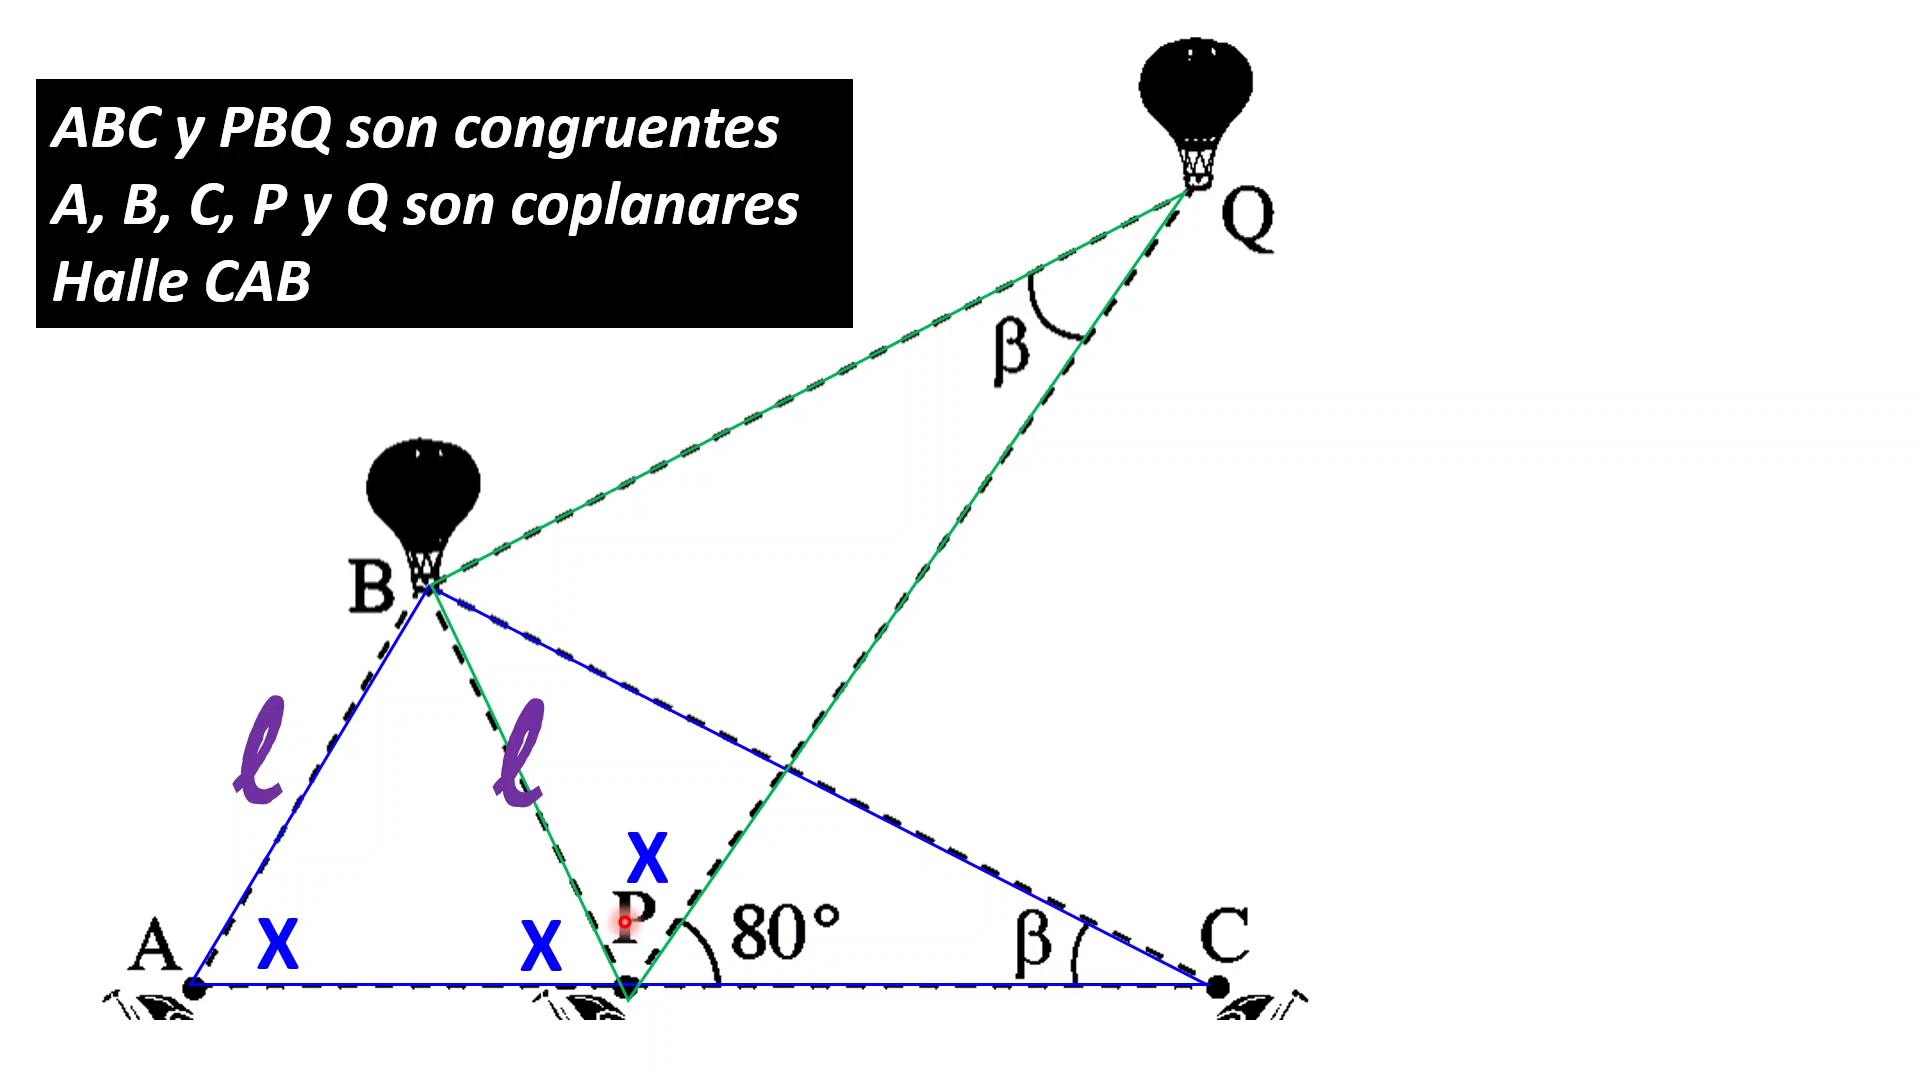 ABC y PBQ son congruentes
A, B, C, P y Q son coplanares
Halle CAB
Q
β
B
ℓ ℓ
X
P
A X X 80° β C